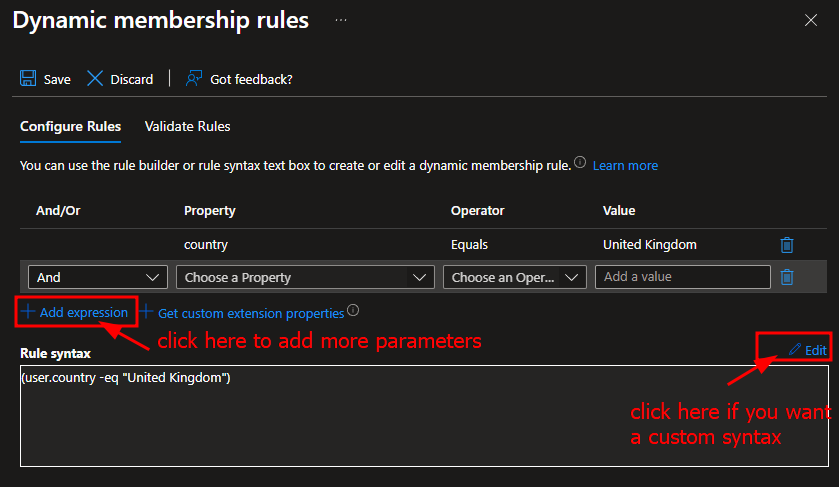 Dynamic membership rules ...
Save Discard Got feedback?
Configure Rules Validate Rules
You can use the rule builder or rule syntax text box to create or edit a dynamic membership rule. Learn more
And/Or Property Operator Value
country Equals United Kingdom
And Choose a Property Choose an Oper... Add a value
+ Add expression + Get custom extension properties
click here to add more parameters
Rule syntax Edit
(user.country -eq "United Kingdom")
click here if you want
a custom syntax